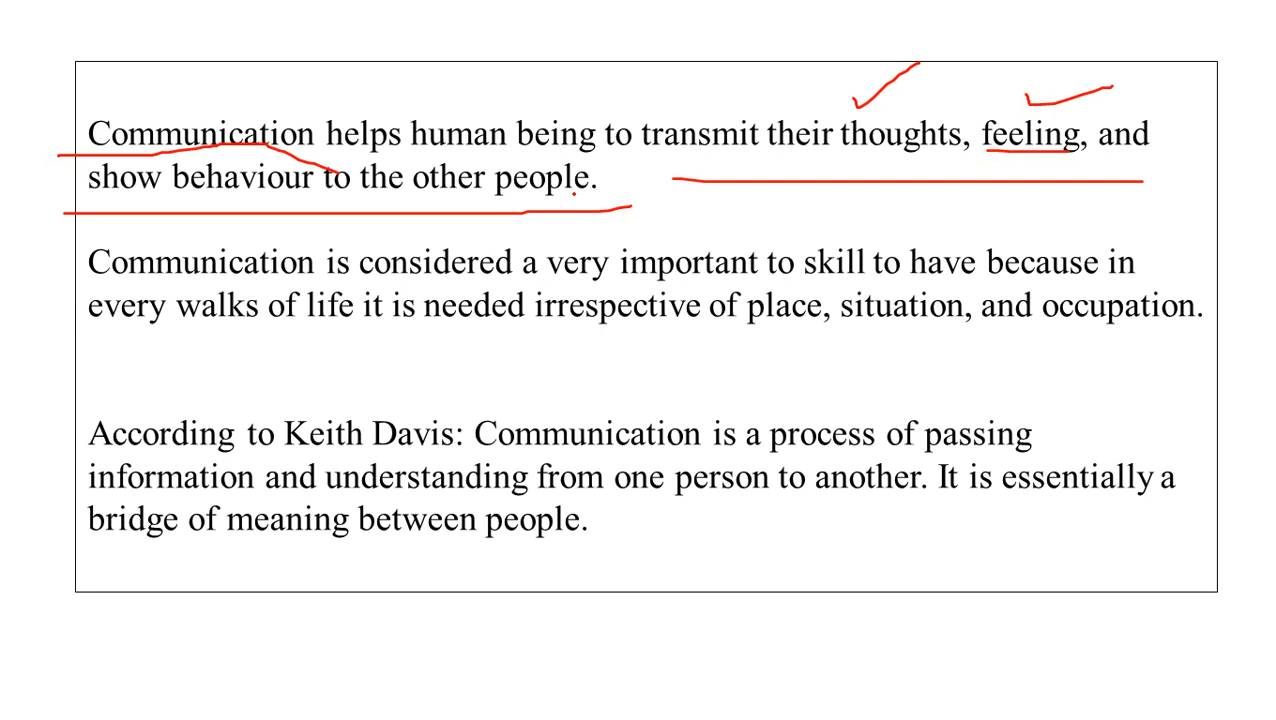 Communication helps human being to transmit their thoughts, feeling, and
show behaviour to the other people.
Communication is considered a very important to skill to have because in
every walks of life it is needed irrespective of place, situation, and occupation.
According to Keith Davis: Communication is a process of passing
information and understanding from one person to another. It is essentially a
bridge of meaning between people.